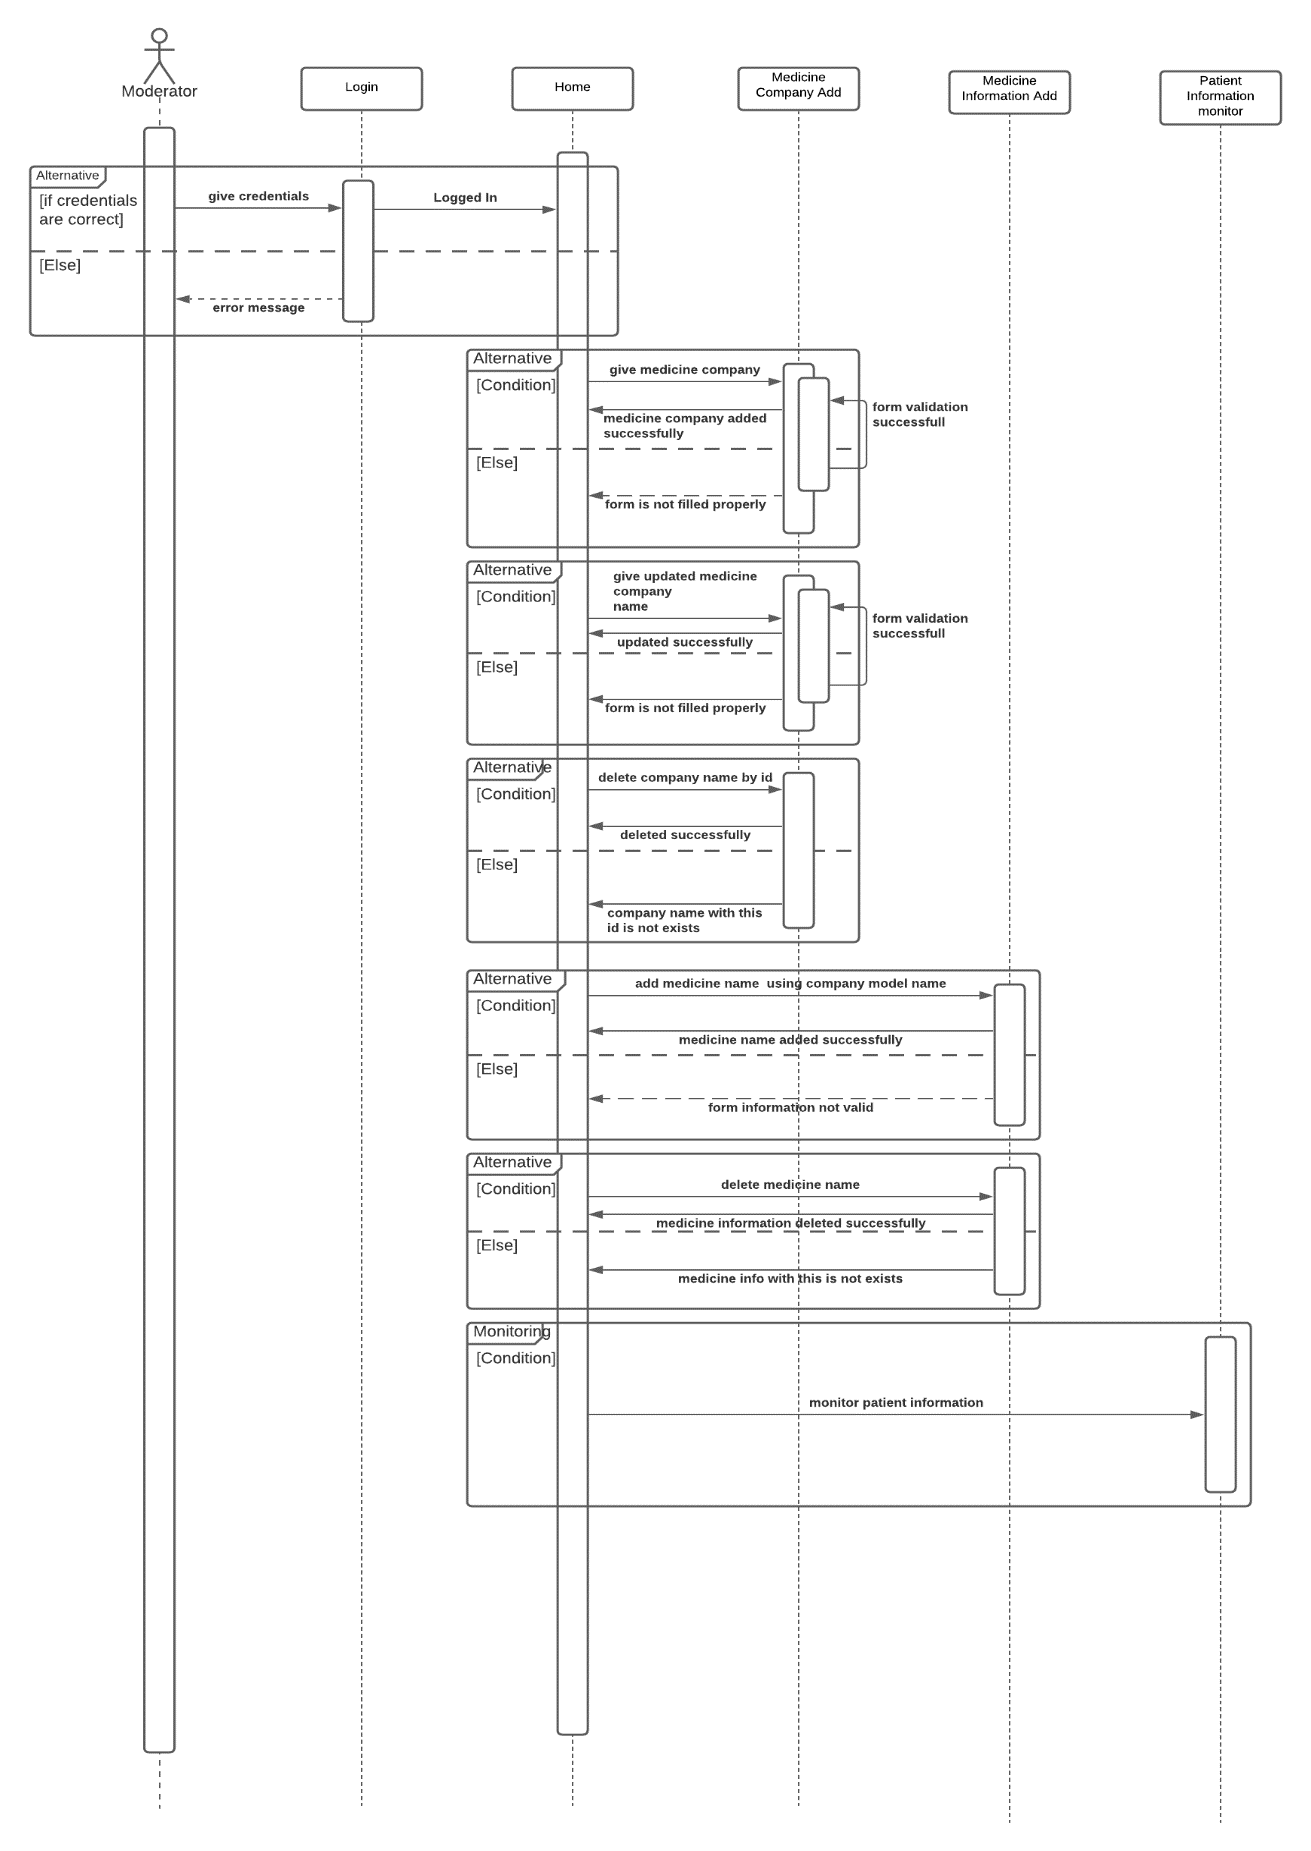 Moderator
Login
Home
Medicine
Company Add
Medicine
Information Add
Patient
Information
monitor
Alternative
[if credentials
are correct]
give credentials
Logged In
[Else]
error message
Alternative
[Condition]
give medicine company
form validation
successfull
medicine company added
successfully
[Else]
form is not filled properly
Alternative
[Condition]
give updated medicine
company
name
form validation
successfull
updated successfully
[Else]
form is not filled properly
Alternative
[Condition]
delete company name by id
deleted successfully
[Else]
company name with this
id is not exists
Alternative
[Condition]
add medicine name  using company model name
medicine name added successfully
[Else]
form information not valid
Alternative
[Condition]
delete medicine name
medicine information deleted successfully
[Else]
medicine info with this is not exists
Monitoring
[Condition]
monitor patient information